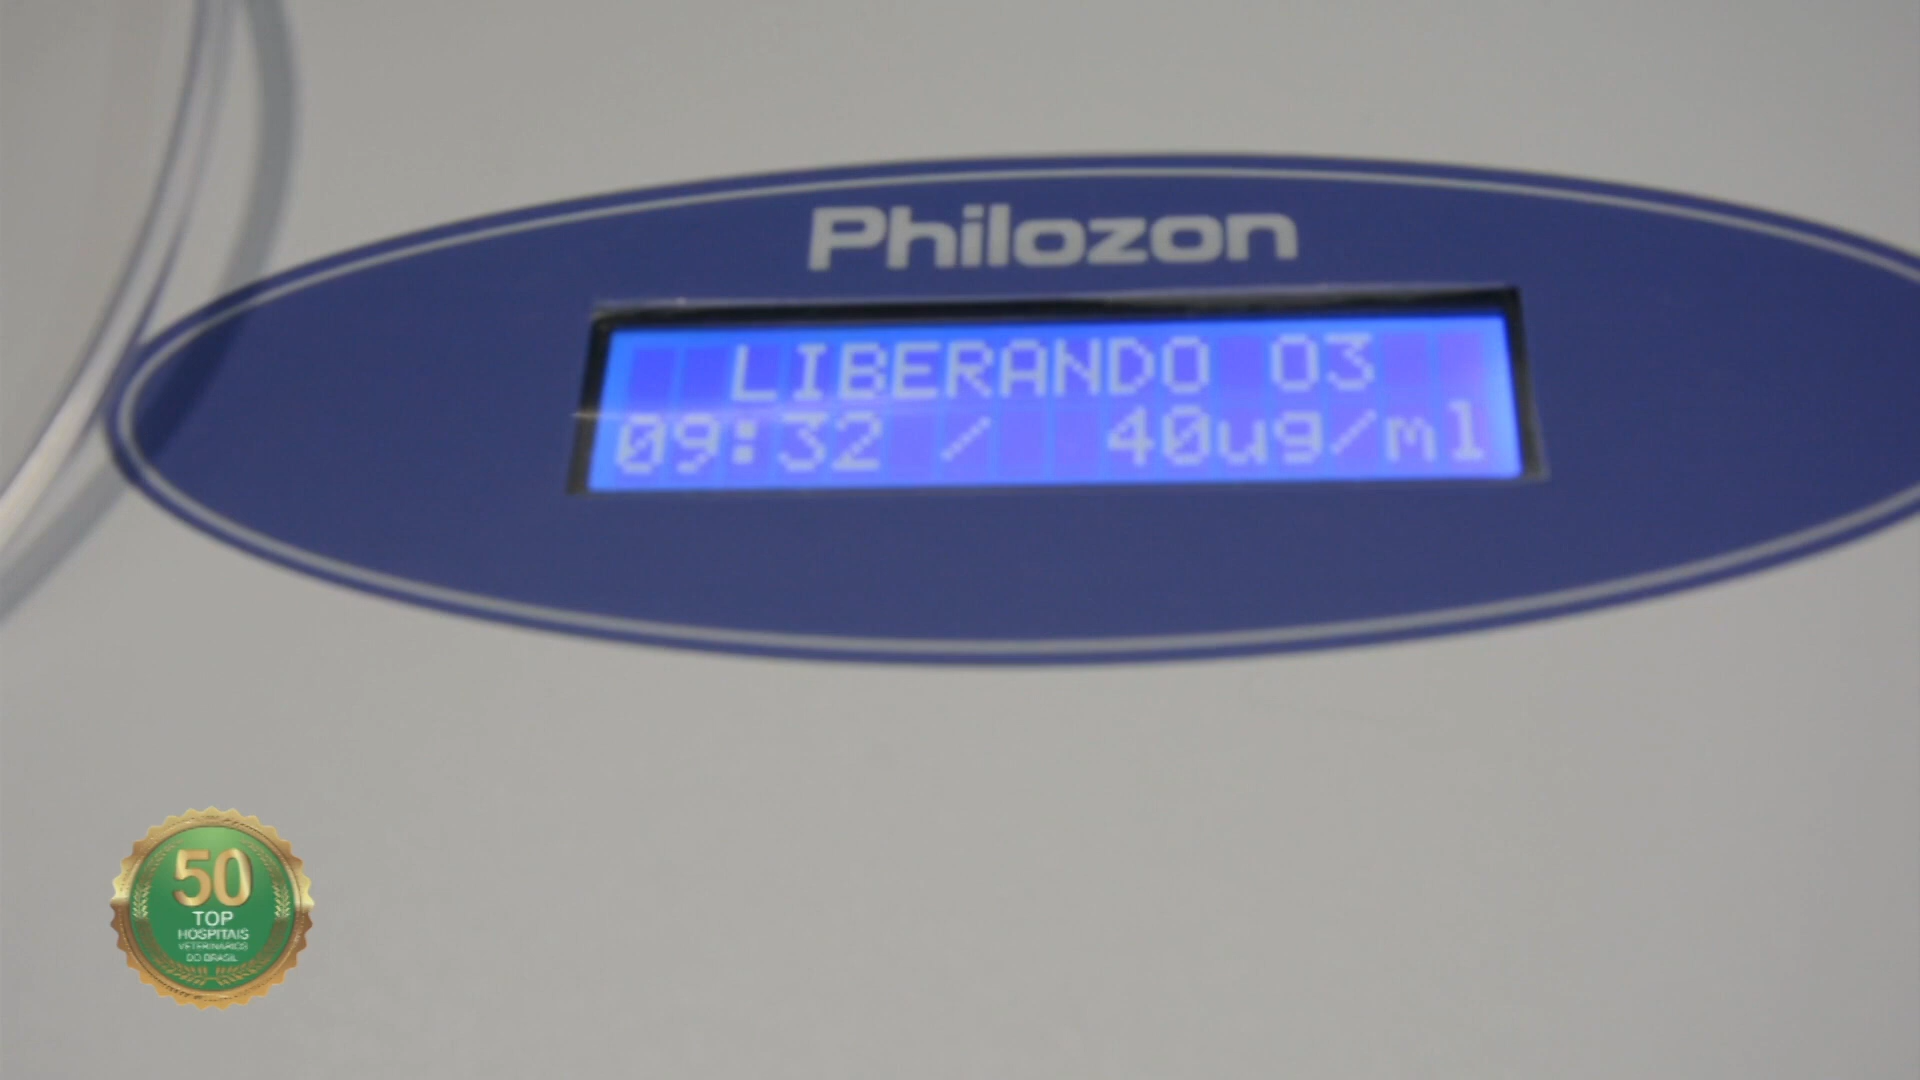 Philozon
LIBERANDO O3
09:32 / 40ug/ml
50
TOP
HOSPITAIS
VETERINÁRIOS
DO BRASIL